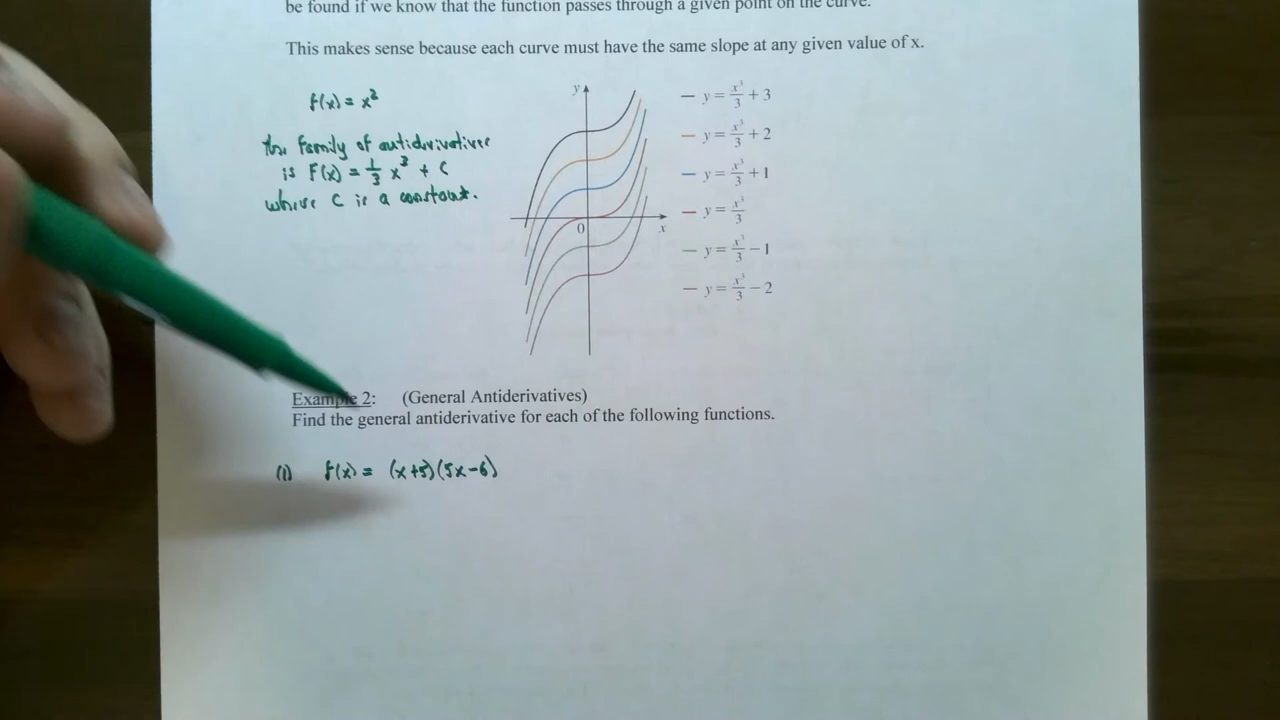 be found if we know that the function passes through a given point on the curve.
This makes sense because each curve must have the same slope at any given value of x.
f(x) = x²
the family of antiderivatives
is F(x) = 1/3 x³ + C
where C is a constant.
y
0
x
y = x³/3 + 3
y = x³/3 + 2
y = x³/3 + 1
y = x³/3
y = x³/3 − 1
y = x³/3 − 2
Example 2: (General Antiderivatives)
Find the general antiderivative for each of the following functions.
(1) f(x) = (x+5)(5x−6)